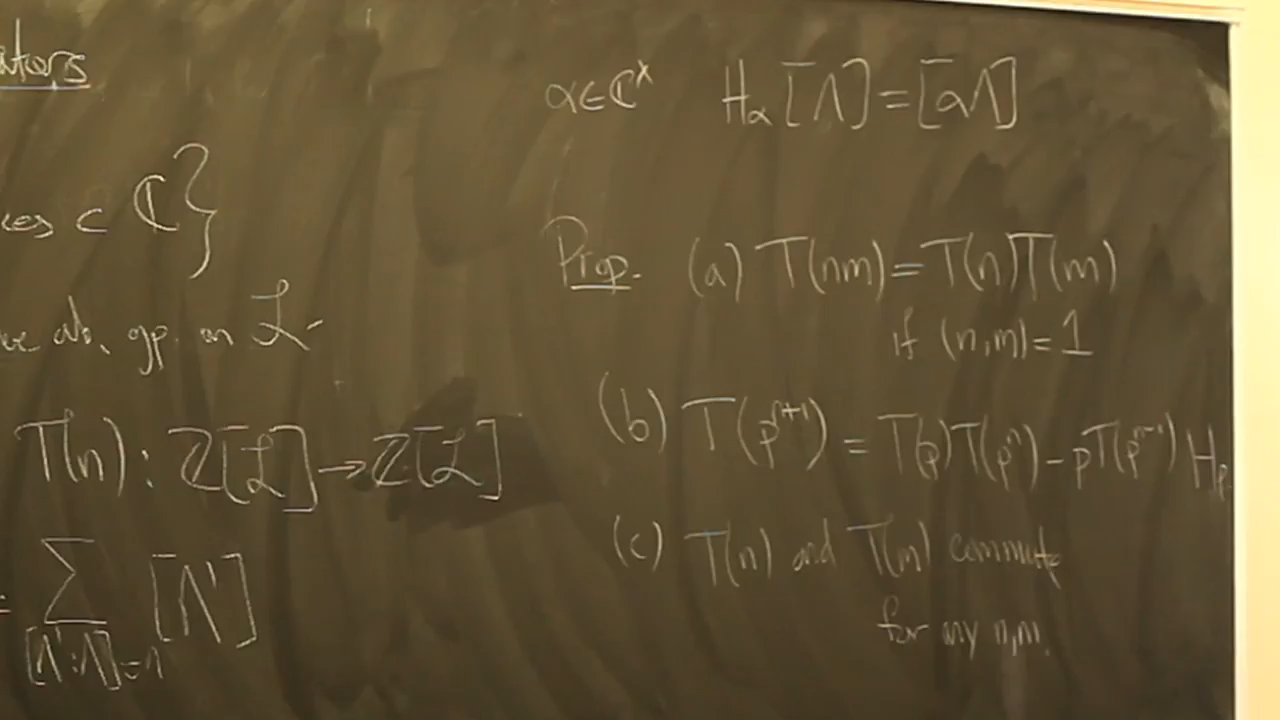 ators
ces ⊂ ℂ}
ve ab. gp. on ℒ.
T(n) : ℤ[ℒ] → ℤ[ℒ]
= Σ [Λ']
[Λ':Λ]=n
α∈ℂ^× H_α[Λ] = [αΛ]
Prop. (a) T(nm) = T(n)T(m)
if (n,m) = 1
(b) T(p^{n+1}) = T(p)T(p^n) - pT(p^{n-1}) H_p
(c) T(n) and T(m) commute
for any n,m.